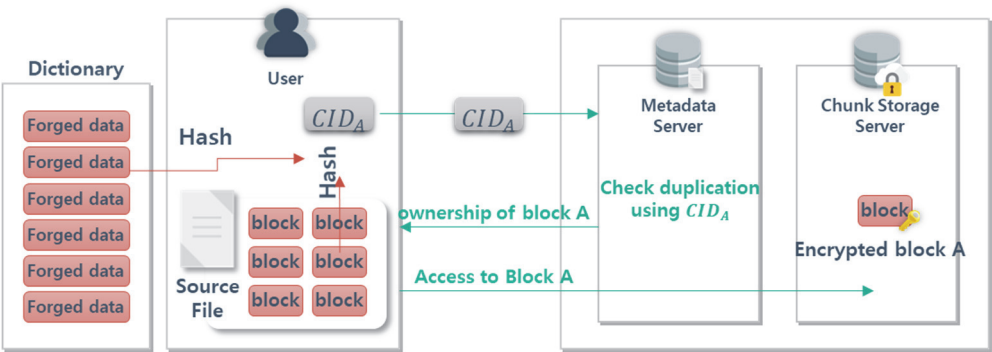 Dictionary
Forged data
Forged data
Forged data
Forged data
Forged data
Forged data
Hash
User
CID_A
Hash
block block
block block
block block
Source
File
CID_A
ownership of block A
Access to Block A
Metadata
Server
Check duplication
using CID_A
Chunk Storage
Server
block
Encrypted block A